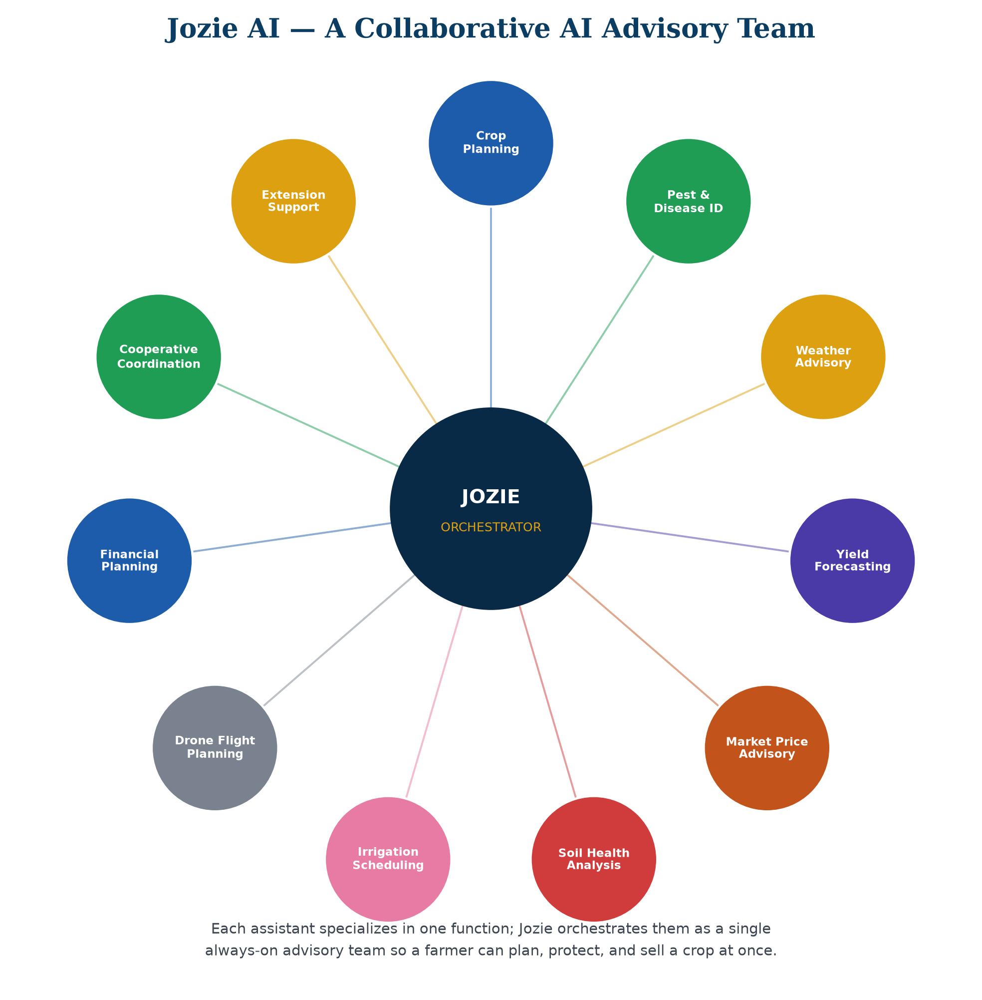 Jozie AI — A Collaborative AI Advisory Team
Crop
Planning
Extension
Support
Pest &
Disease ID
Cooperative
Coordination
Weather
Advisory
JOZIE
ORCHESTRATOR
Financial
Planning
Yield
Forecasting
Drone Flight
Planning
Market Price
Advisory
Irrigation
Scheduling
Soil Health
Analysis
Each assistant specializes in one function; Jozie orchestrates them as a single
always-on advisory team so a farmer can plan, protect, and sell a crop at once.